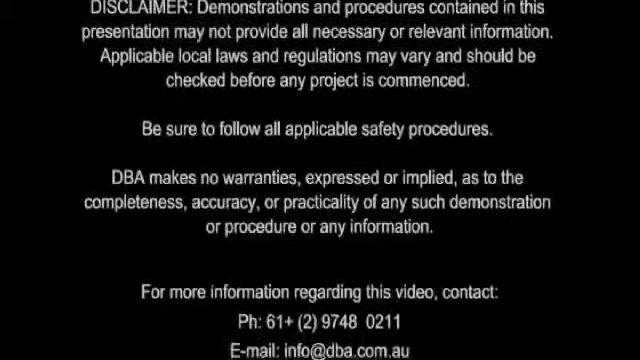 DISCLAIMER: Demonstrations and procedures contained in this
presentation may not provide all necessary or relevant information.
Applicable local laws and regulations may vary and should be
checked before any project is commenced.
Be sure to follow all applicable safety procedures.
DBA makes no warranties, expressed or implied, as to the
completeness, accuracy, or practicality of any such demonstration
or procedure or any information.
For more information regarding this video, contact:
Ph: 61+ (2) 9748 0211
E-mail: info@dba.com.au